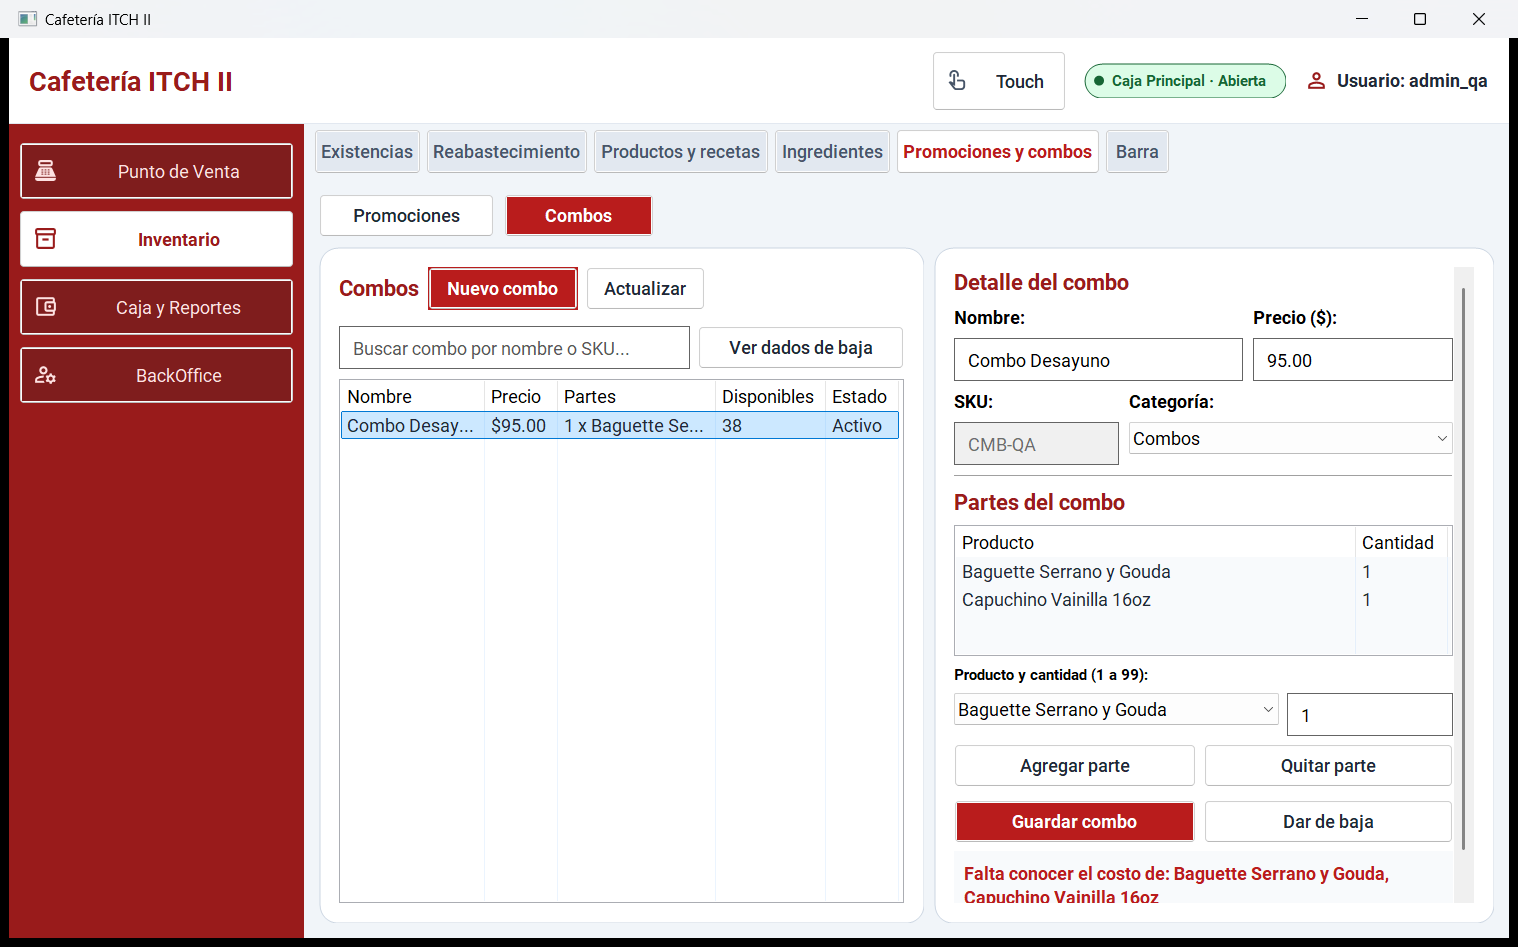 Cafetería ITCH II
Cafetería ITCH II
Touch
Caja Principal · Abierta
Usuario: admin_qa
Punto de Venta
Inventario
Caja y Reportes
BackOffice
Existencias
Reabastecimiento
Productos y recetas
Ingredientes
Promociones y combos
Barra
Promociones
Combos
Combos
Nuevo combo
Actualizar
Buscar combo por nombre o SKU...
Ver dados de baja
Nombre Precio Partes Disponibles Estado
Combo Desay... $95.00 1 x Baguette Se... 38 Activo
Detalle del combo
Nombre: Precio ($):
Combo Desayuno 95.00
SKU: Categoría:
CMB-QA Combos
Partes del combo
Producto Cantidad
Baguette Serrano y Gouda 1
Capuchino Vainilla 16oz 1
Producto y cantidad (1 a 99):
Baguette Serrano y Gouda 1
Agregar parte Quitar parte
Guardar combo Dar de baja
Falta conocer el costo de: Baguette Serrano y Gouda,
Capuchino Vainilla 16oz